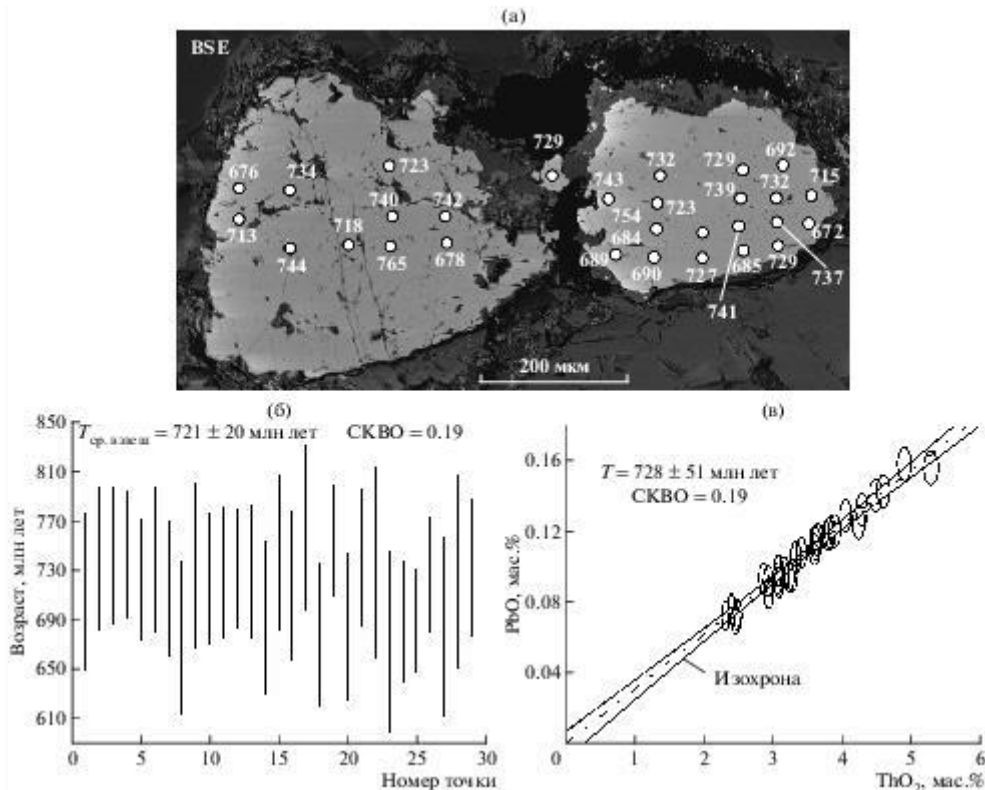 (а)
BSE
729
692
732
729
723
676
734
743
739
732
715
740
742
754
723
713
718
684
672
744
765
678
689
690
727
685
729
737
741
200 мкм
(б)
(в)
850
810
770
730
690
650
610
Возраст, млн лет
Tср. взвеш = 721 ± 20 млн лет СКВО = 0.19
0 5 10 15 20 25 30
Номер точки
0.16
0.12
0.08
0.04
PbO, мас.%
T = 728 ± 51 млн лет
СКВО = 0.19
Изохрона
0 1 2 3 4 5 6
ThO2, мас.%